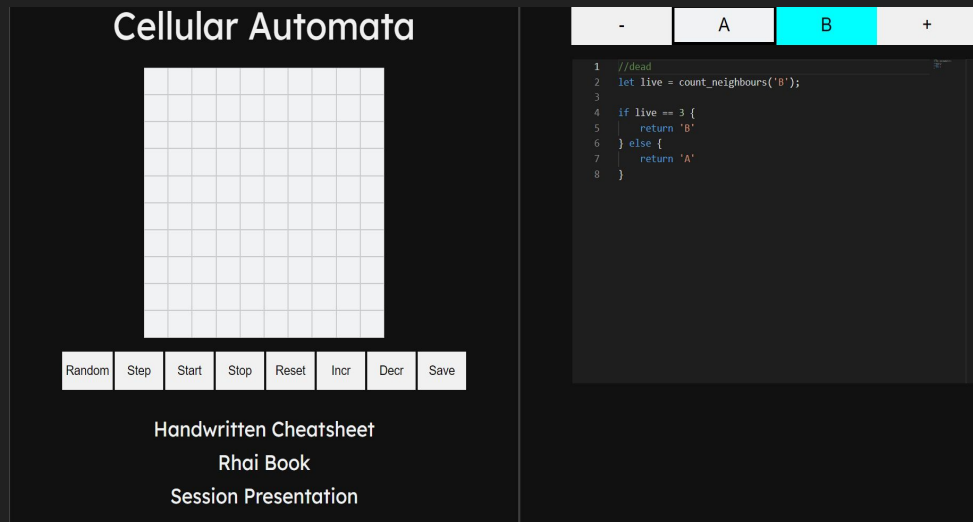 Cellular Automata
Random Step Start Stop Reset Incr Decr Save
Handwritten Cheatsheet
Rhai Book
Session Presentation
- A B +
1 //dead
2 let live = count_neighbours('B');
3
4 if live == 3 {
5 return 'B'
6 } else {
7 return 'A'
8 }